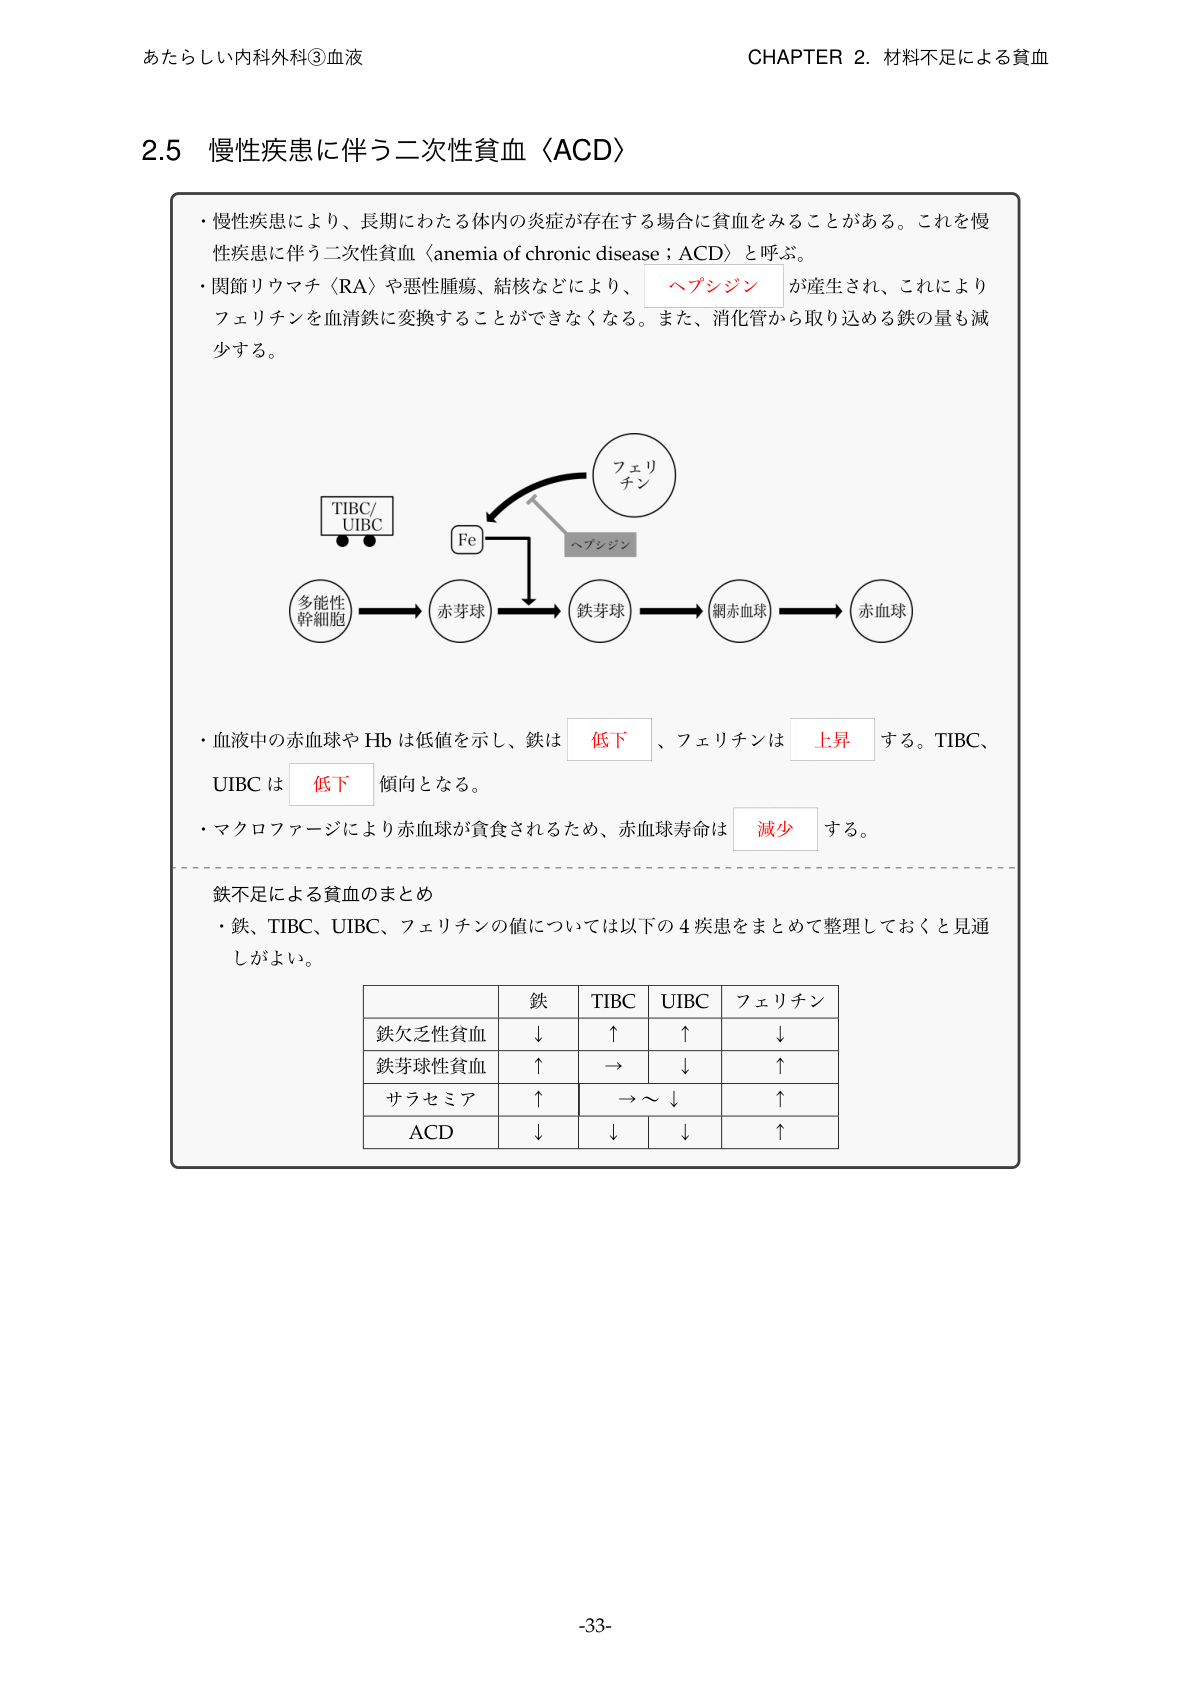 あたらしい内科外科③血液
CHAPTER 2. 材料不足による貧血
2.5 慢性疾患に伴う二次性貧血〈ACD〉
・慢性疾患により、長期にわたる体内の炎症が存在する場合に貧血をみることがある。これを慢
性疾患に伴う二次性貧血〈anemia of chronic disease；ACD〉と呼ぶ。
・関節リウマチ〈RA〉や悪性腫瘍、結核などにより、 ヘプシジン が産生され、これにより
フェリチンを血清鉄に変換することができなくなる。また、消化管から取り込める鉄の量も減
少する。
フェリ
チン
TIBC/
UIBC
Fe
ヘプシジン
多能性
幹細胞
赤芽球
鉄芽球
網赤血球
赤血球
・血液中の赤血球や Hb は低値を示し、鉄は 低下 、フェリチンは 上昇 する。TIBC、
UIBC は 低下 傾向となる。
・マクロファージにより赤血球が貪食されるため、赤血球寿命は 減少 する。
鉄不足による貧血のまとめ
・鉄、TIBC、UIBC、フェリチンの値については以下の 4 疾患をまとめて整理しておくと見通
しがよい。
鉄 TIBC UIBC フェリチン
鉄欠乏性貧血 ↓ ↑ ↑ ↓
鉄芽球性貧血 ↑ → ↓ ↑
サラセミア ↑ →～↓ ↑
ACD ↓ ↓ ↓ ↑
-33-